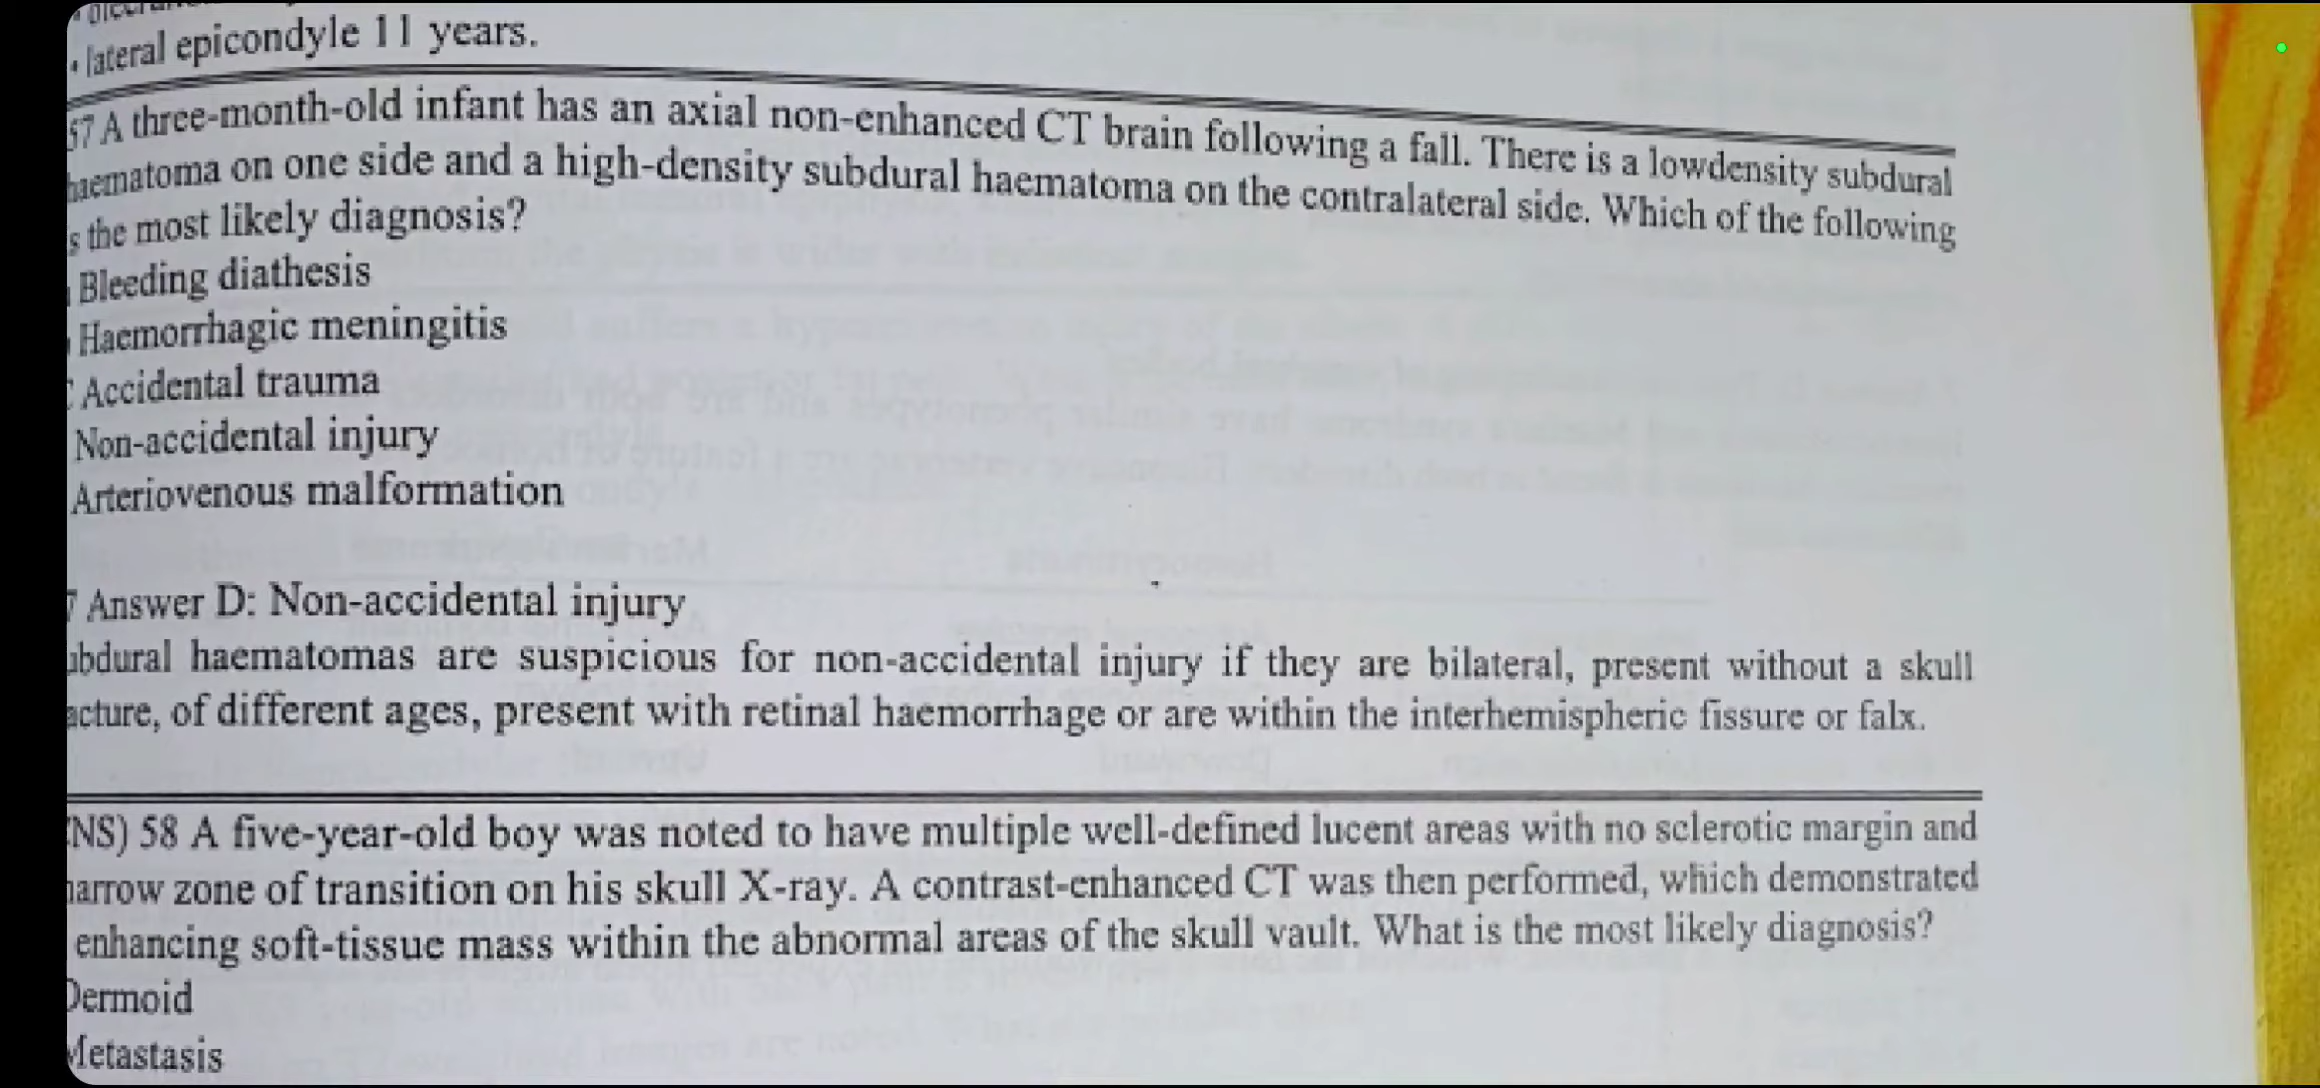 • lateral epicondyle 11 years.
57 A three-month-old infant has an axial non-enhanced CT brain following a fall. There is a lowdensity subdural
haematoma on one side and a high-density subdural haematoma on the contralateral side. Which of the following
s the most likely diagnosis?
Bleeding diathesis
Haemorrhagic meningitis
C Accidental trauma
Non-accidental injury
Arteriovenous malformation
7 Answer D: Non-accidental injury
ubdural haematomas are suspicious for non-accidental injury if they are bilateral, present without a skull
acture, of different ages, present with retinal haemorrhage or are within the interhemispheric fissure or falx.
NS) 58 A five-year-old boy was noted to have multiple well-defined lucent areas with no sclerotic margin and
narrow zone of transition on his skull X-ray. A contrast-enhanced CT was then performed, which demonstrated
enhancing soft-tissue mass within the abnormal areas of the skull vault. What is the most likely diagnosis?
Dermoid
Metastasis